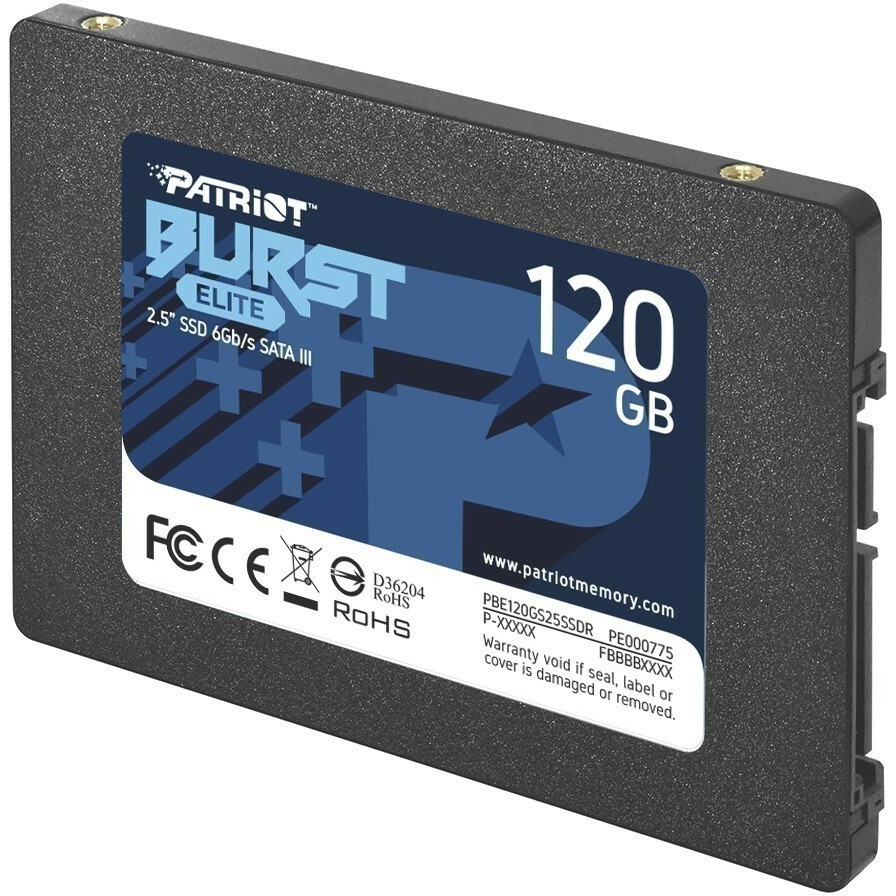 PATRIOT™
BURST
ELITE
2.5” SSD 6Gb/s SATA III
120
GB
FC CE
D36204
RoHS
RoHS
www.patriotmemory.com
PBE120GS25SSDR PE000775
P-XXXXX FBBBBXXXX
Warranty void if seal, label or
cover is damaged or removed.